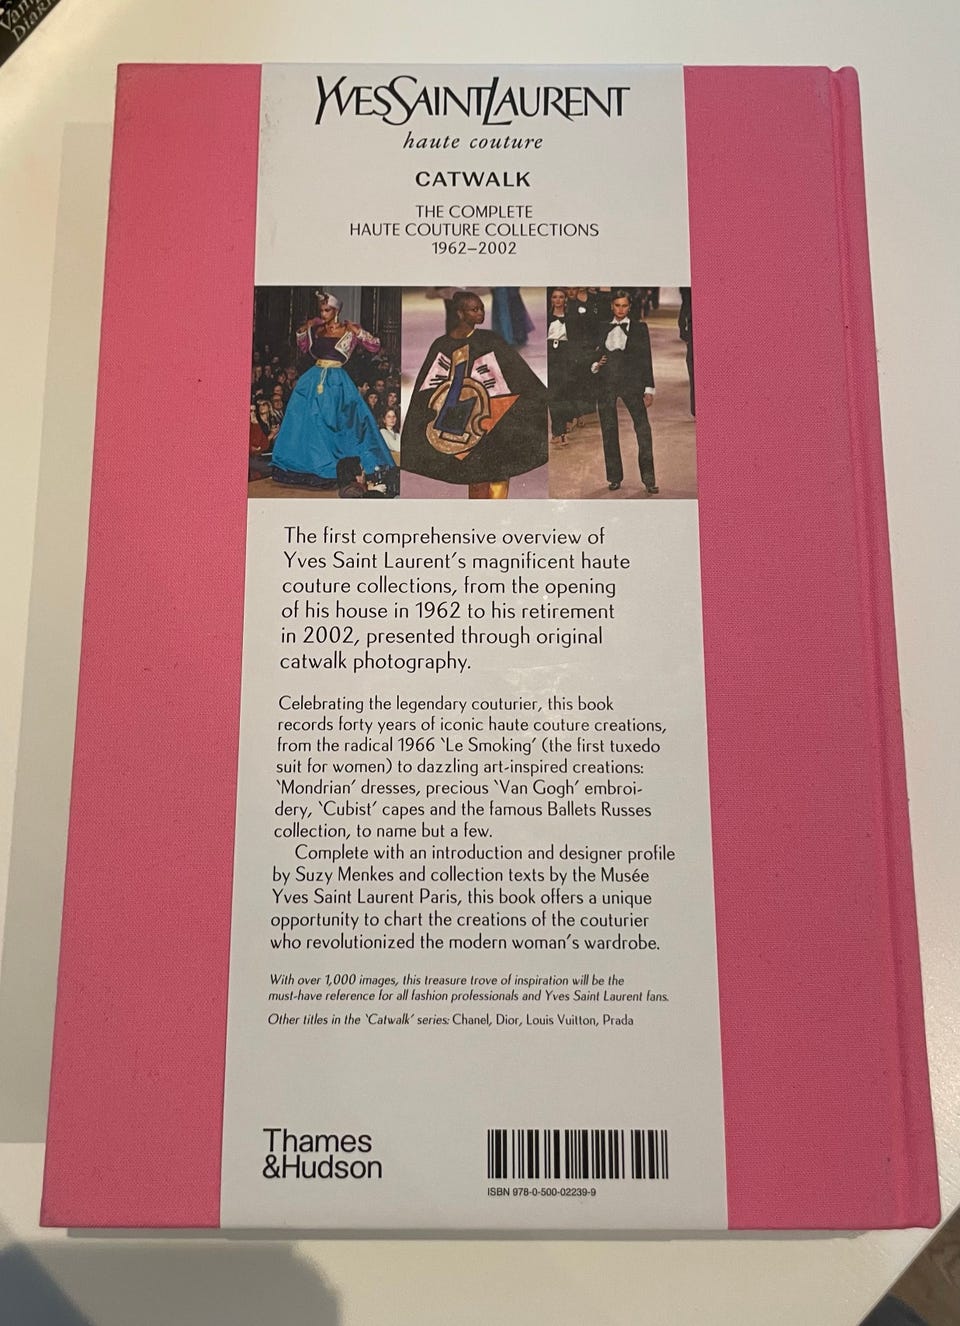 Vam
Diar
YVESSAINTLAURENT
haute couture
CATWALK
THE COMPLETE
HAUTE COUTURE COLLECTIONS
1962–2002
The first comprehensive overview of
Yves Saint Laurent's magnificent haute
couture collections, from the opening
of his house in 1962 to his retirement
in 2002, presented through original
catwalk photography.
Celebrating the legendary couturier, this book
records forty years of iconic haute couture creations,
from the radical 1966 ‛Le Smoking’ (the first tuxedo
suit for women) to dazzling art-inspired creations:
‛Mondrian’ dresses, precious ‛Van Gogh’ embroi-
dery, ‛Cubist’ capes and the famous Ballets Russes
collection, to name but a few.
Complete with an introduction and designer profile
by Suzy Menkes and collection texts by the Musée
Yves Saint Laurent Paris, this book offers a unique
opportunity to chart the creations of the couturier
who revolutionized the modern woman's wardrobe.
With over 1,000 images, this treasure trove of inspiration will be the
must-have reference for all fashion professionals and Yves Saint Laurent fans.
Other titles in the ‛Catwalk’ series: Chanel, Dior, Louis Vuitton, Prada
Thames
&Hudson
ISBN 978-0-500-02239-9